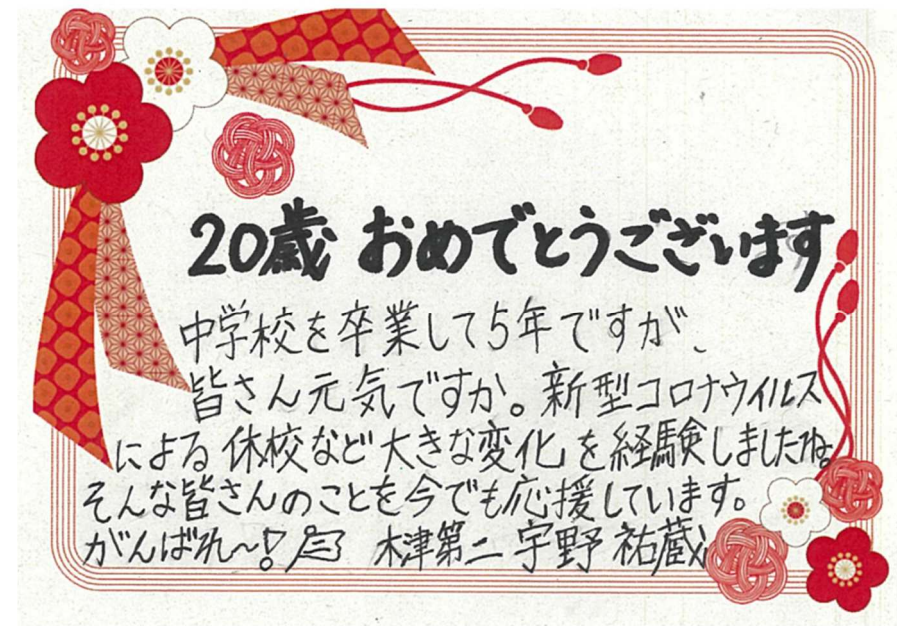 20歳 おめでとうございます
中学校を卒業して5年ですが、
皆さん元気ですか。新型コロナウイルス
による休校など大きな変化を経験しましたね。
そんな皆さんのことを今でも応援しています。
がんばれ〜! 木津第二 宇野 祐蔵